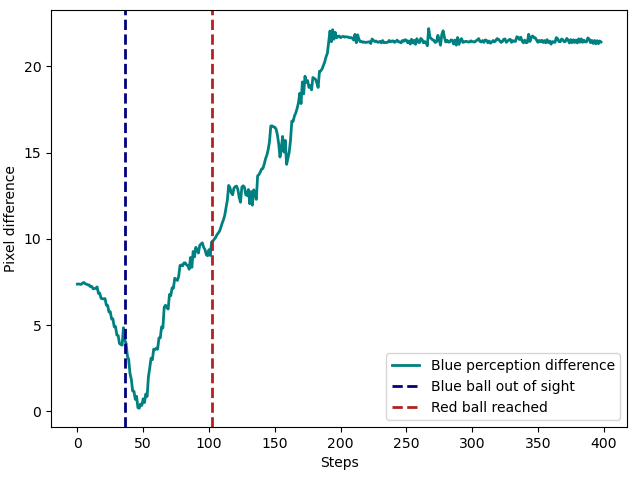 20
15
10
5
0
Pixel difference
0
50
100
150
200
250
300
350
400
Steps
Blue perception difference
Blue ball out of sight
Red ball reached